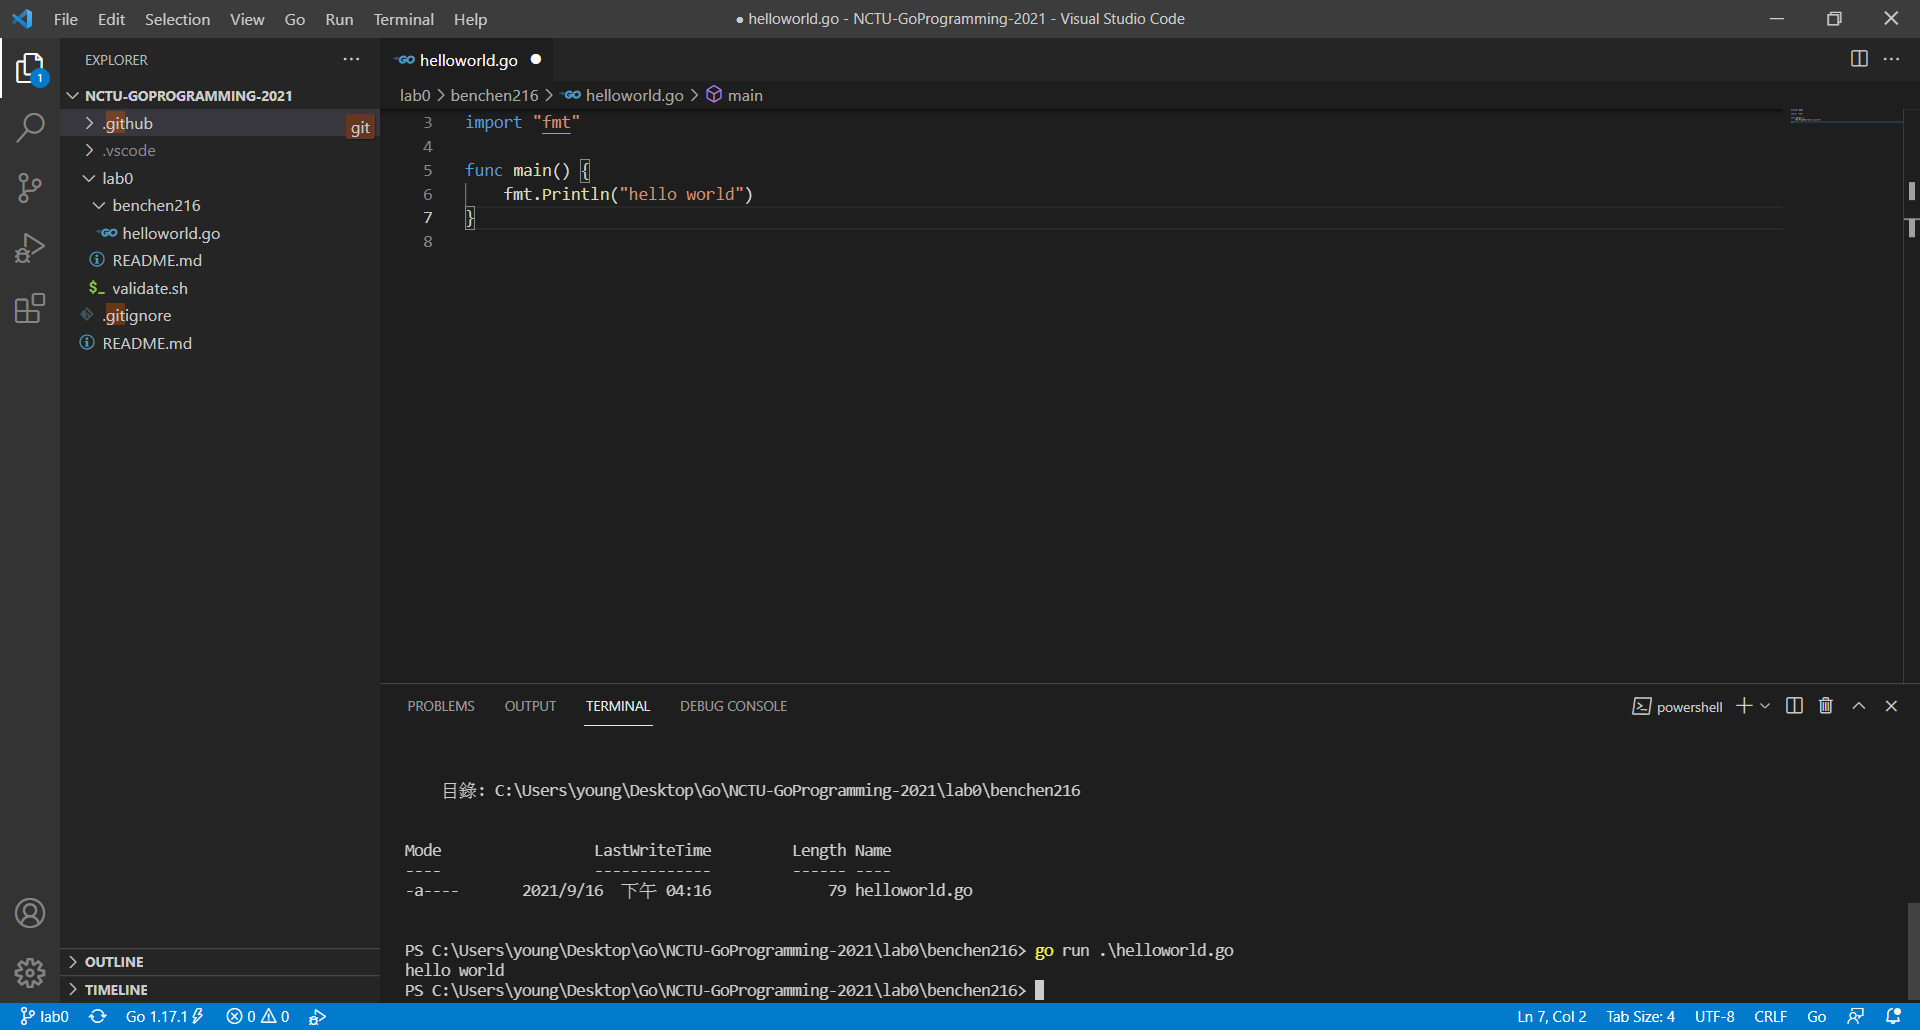 File Edit Selection View Go Run Terminal Help
● helloworld.go - NCTU-GoProgramming-2021 - Visual Studio Code
EXPLORER
1
NCTU-GOPROGRAMMING-2021
.github
git
.vscode
lab0
benchen216
GO helloworld.go
README.md
$_ validate.sh
.gitignore
README.md
OUTLINE
TIMELINE
GO helloworld.go ●
lab0 > benchen216 > GO helloworld.go > main
3 import "fmt"
4
5 func main() {
6 fmt.Println("hello world")
7 }
8
PROBLEMS OUTPUT TERMINAL DEBUG CONSOLE
powershell
目錄: C:\Users\young\Desktop\Go\NCTU-GoProgramming-2021\lab0\benchen216
Mode LastWriteTime Length Name
---- ------------- ------ ----
-a---- 2021/9/16 下午 04:16 79 helloworld.go
PS C:\Users\young\Desktop\Go\NCTU-GoProgramming-2021\lab0\benchen216> go run .\helloworld.go
hello world
PS C:\Users\young\Desktop\Go\NCTU-GoProgramming-2021\lab0\benchen216>
lab0 Go 1.17.1 0 0 Ln 7, Col 2 Tab Size: 4 UTF-8 CRLF Go